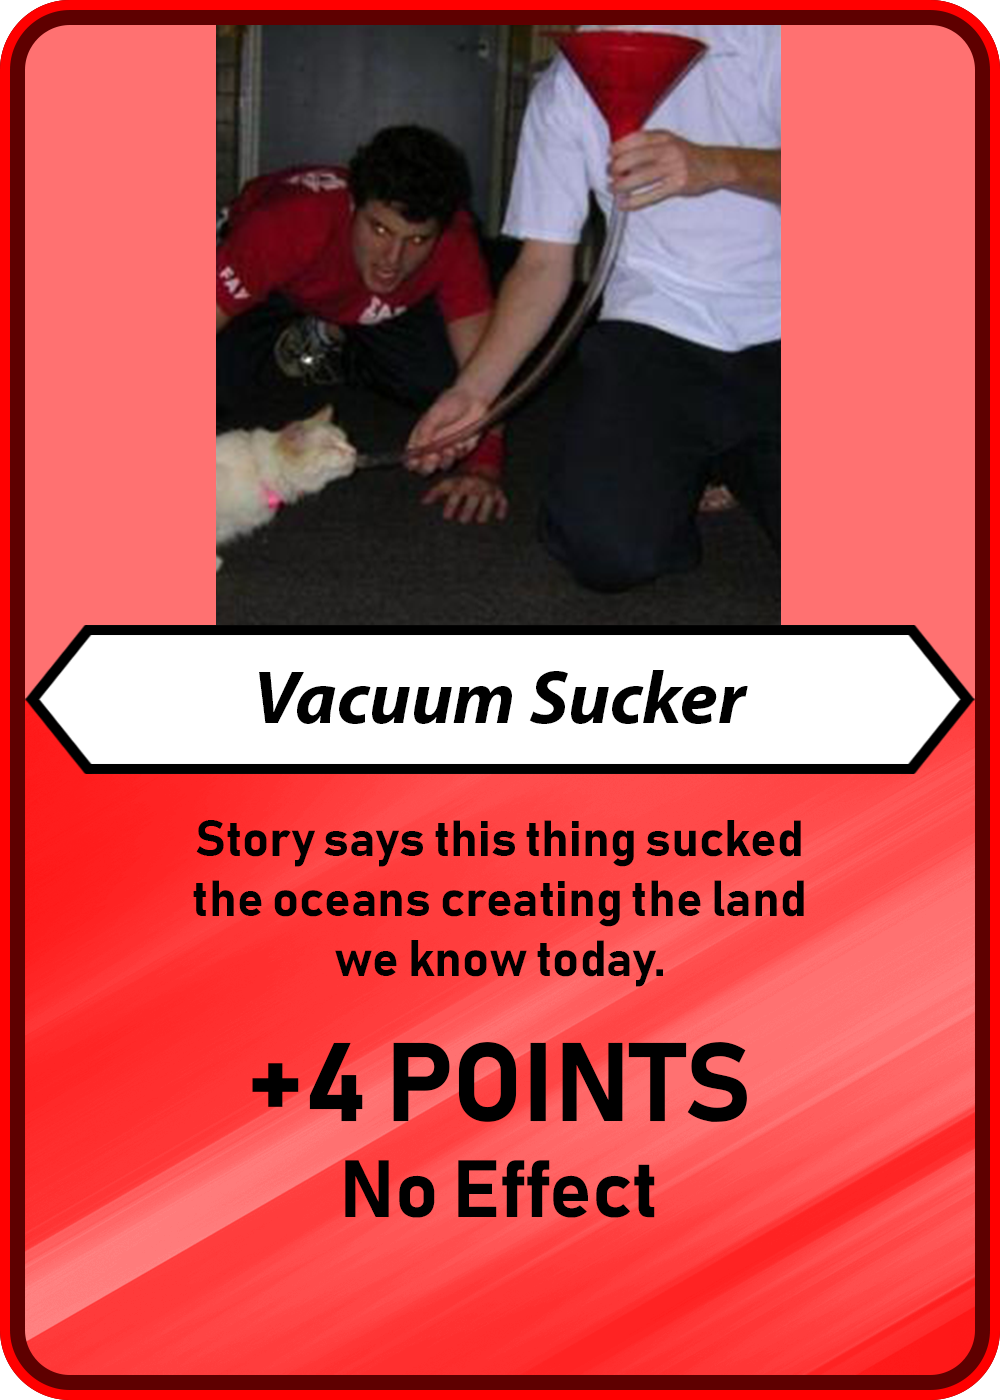 FAY
Vacuum Sucker
Story says this thing sucked
the oceans creating the land
we know today.
+4 POINTS
No Effect